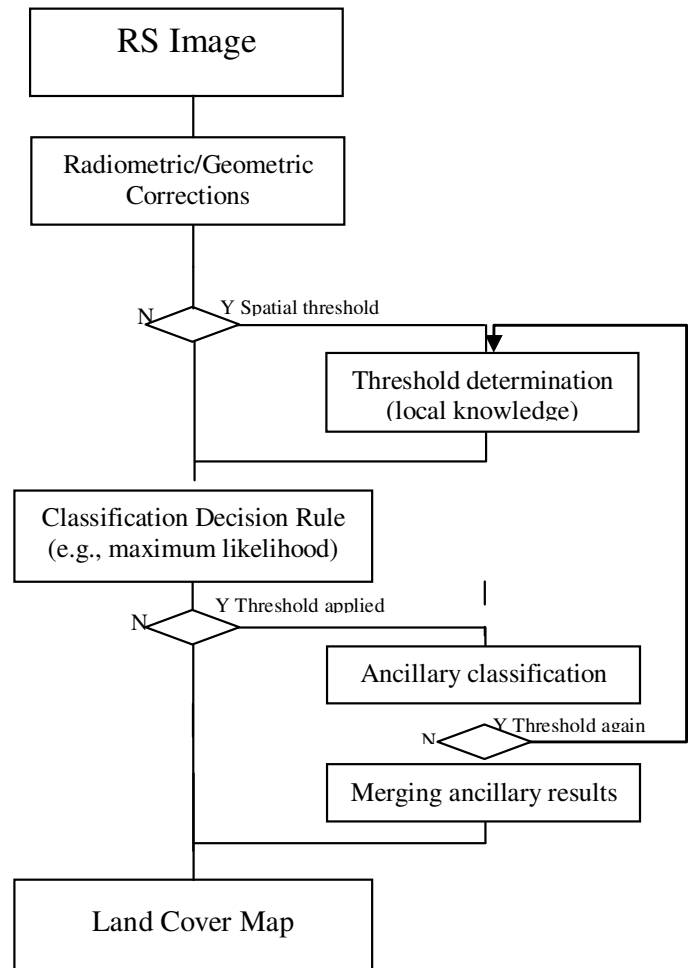 RS Image
Radiometric/Geometric
Corrections
N
Y Spatial threshold
Threshold determination
(local knowledge)
Classification Decision Rule
(e.g., maximum likelihood)
N
Y Threshold applied
Ancillary classification
N
Y Threshold again
Merging ancillary results
Land Cover Map